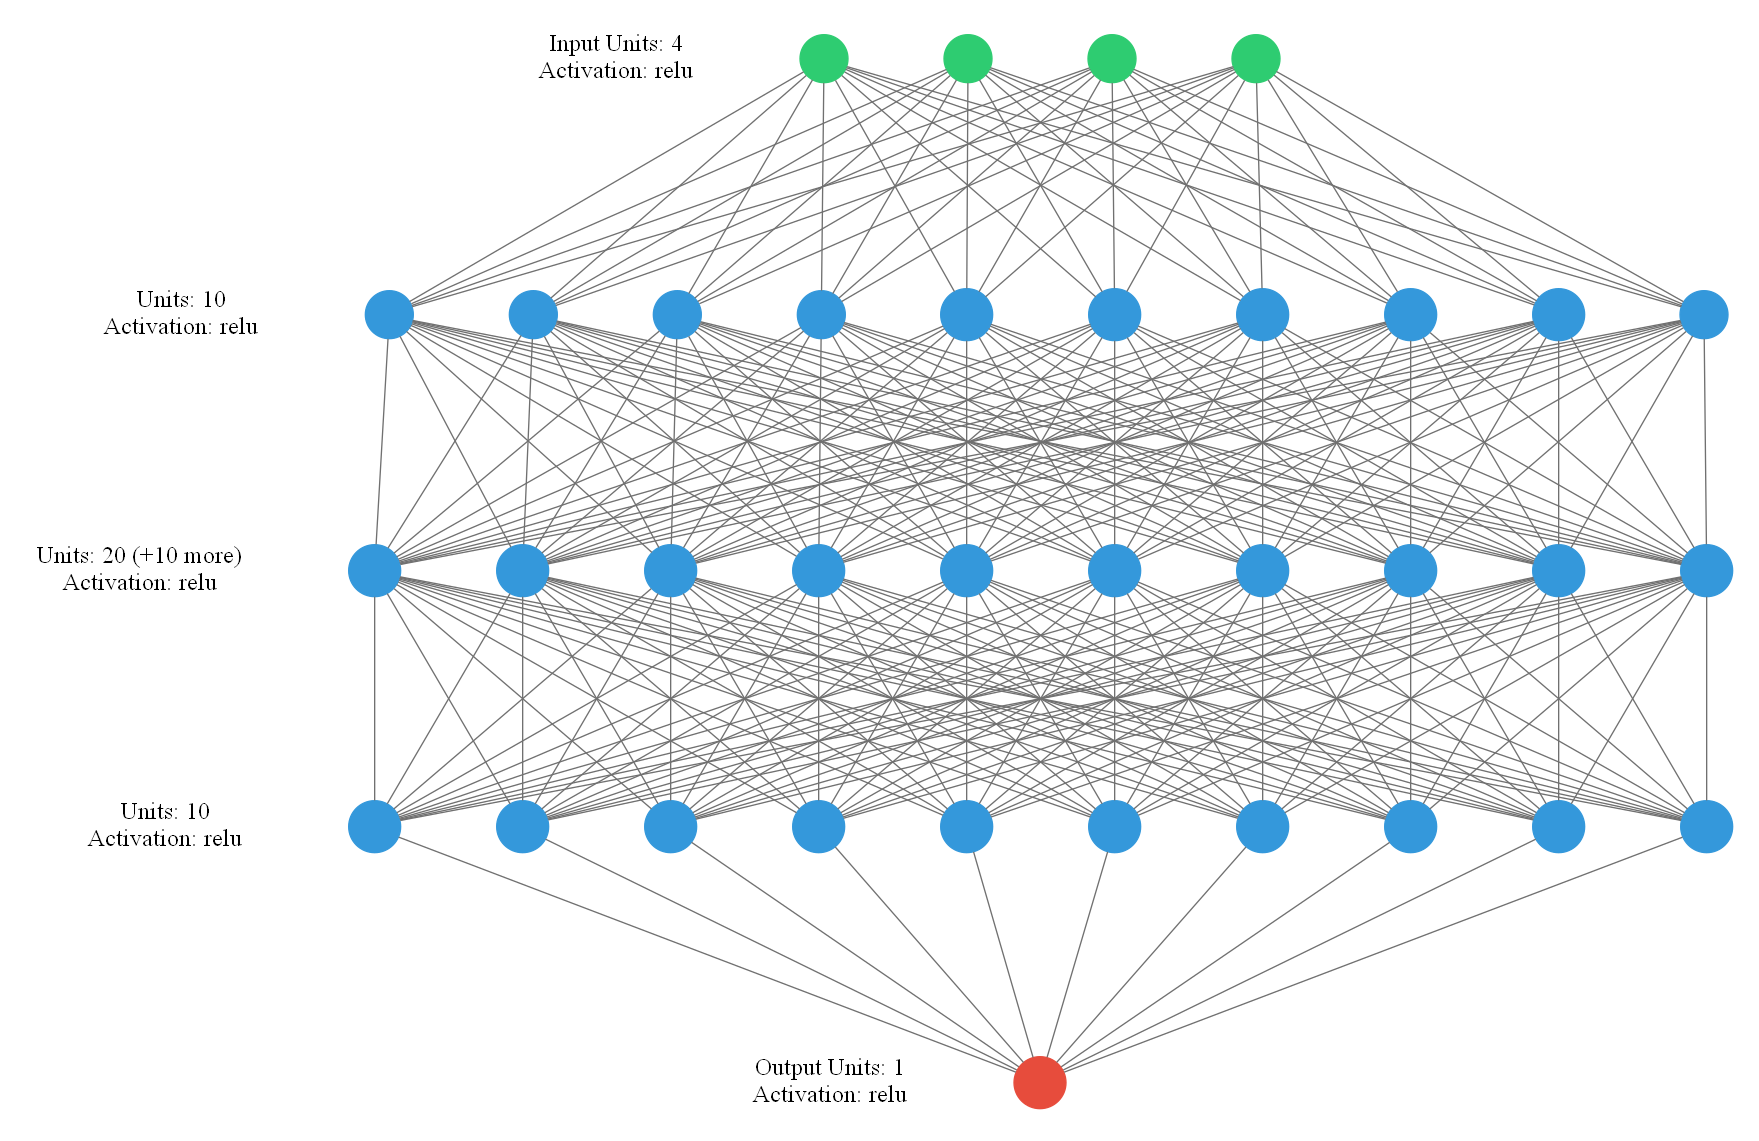 Input Units: 4
Activation: relu
Units: 10
Activation: relu
Units: 20 (+10 more)
Activation: relu
Units: 10
Activation: relu
Output Units: 1
Activation: relu